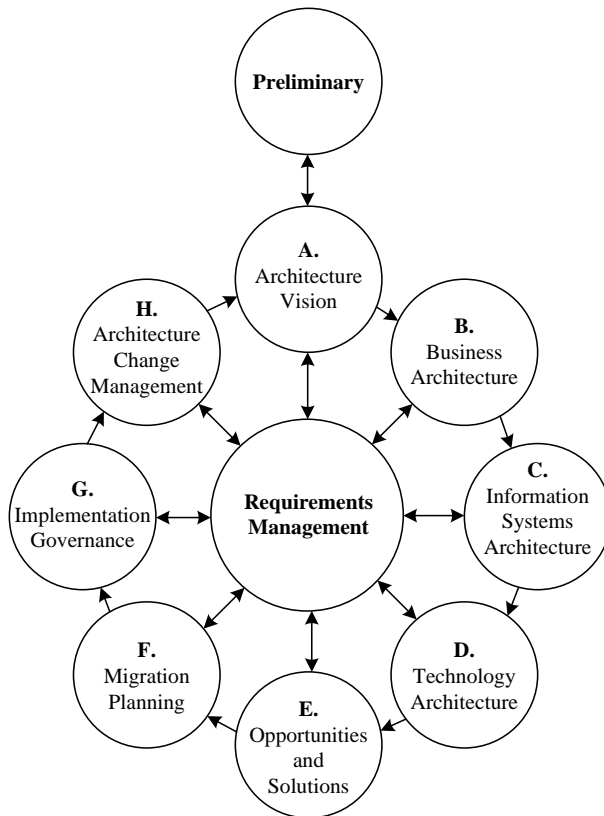 Preliminary
A.
Architecture
Vision
H.
Architecture
Change
Management
B.
Business
Architecture
G.
Implementation
Governance
Requirements
Management
C.
Information
Systems
Architecture
F.
Migration
Planning
D.
Technology
Architecture
E.
Opportunities
and
Solutions